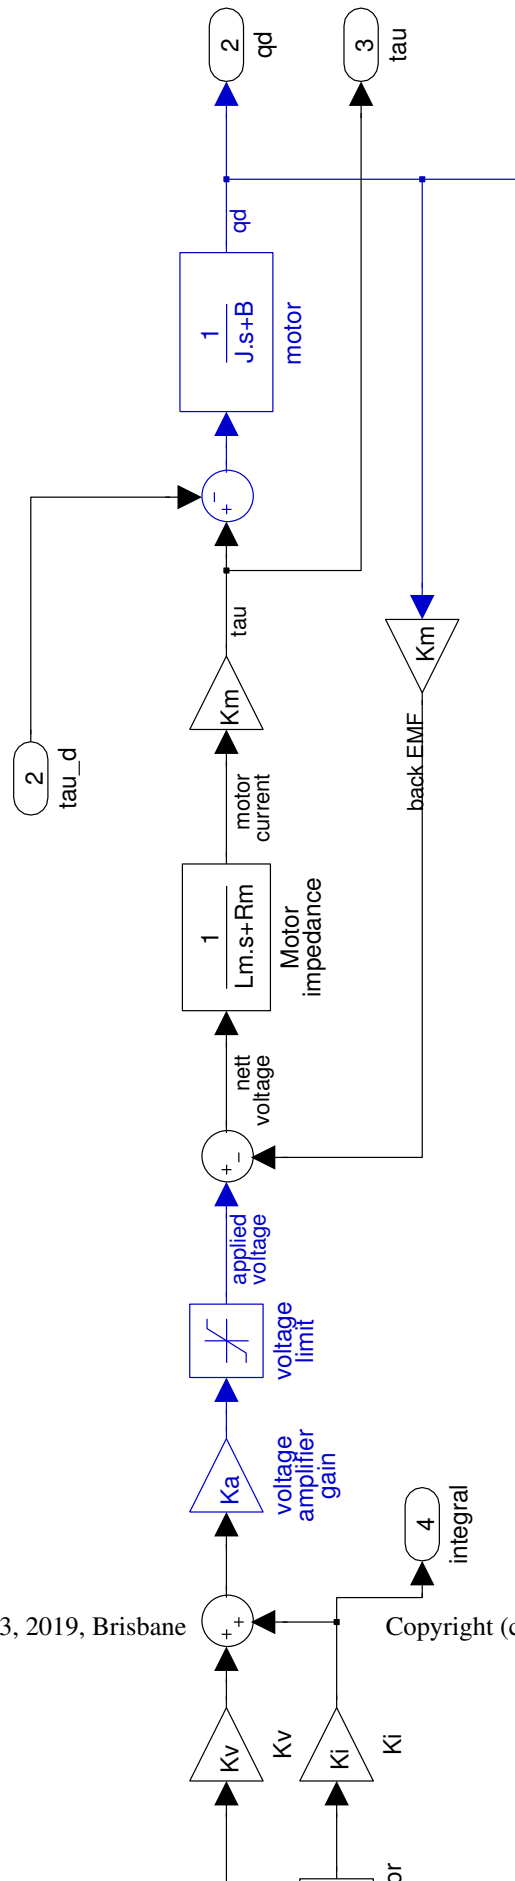 2
qd
3
tau
qd
1
J.s+B
motor
+
−
tau
Km
Km
2
tau_d
back EMF
motor
current
1
Lm.s+Rm
Motor
impedance
nett
voltage
+
−
applied
voltage
voltage
limit
Ka
voltage
amplifier
gain
4
integral
+
+
3, 2019, Brisbane
Copyright (c
Kv
Kv
Ki
Ki
or